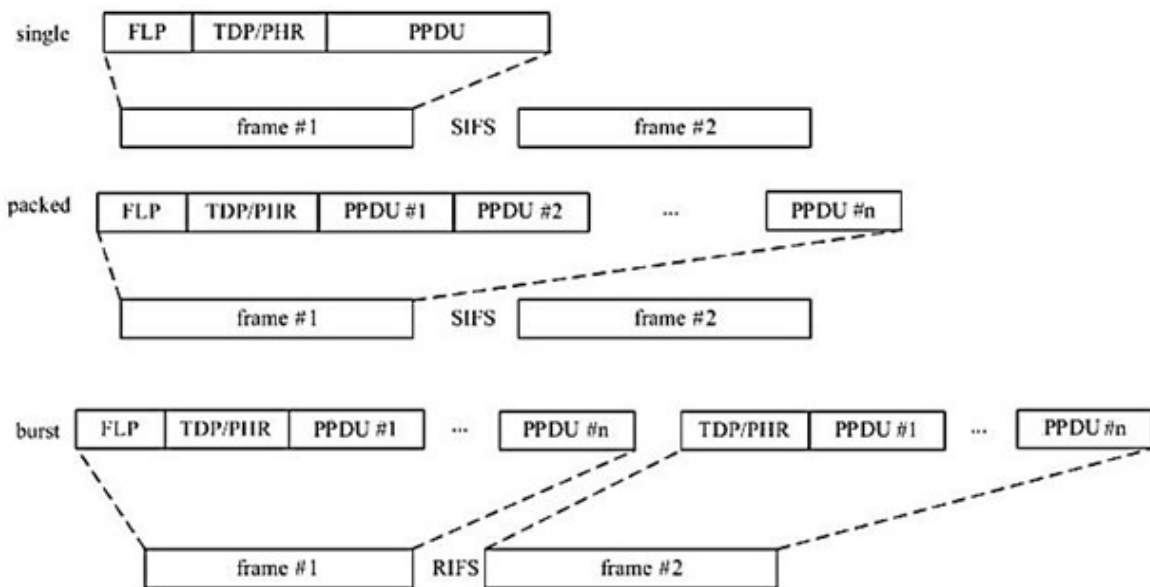 single FLP TDP/PHR PPDU
frame #1 SIFS frame #2
packed FLP TDP/PHR PPDU #1 PPDU #2 ... PPDU #n
frame #1 SIFS frame #2
burst FLP TDP/PHR PPDU #1 ... PPDU #n TDP/PHR PPDU #1 ... PPDU #n
frame #1 RIFS frame #2